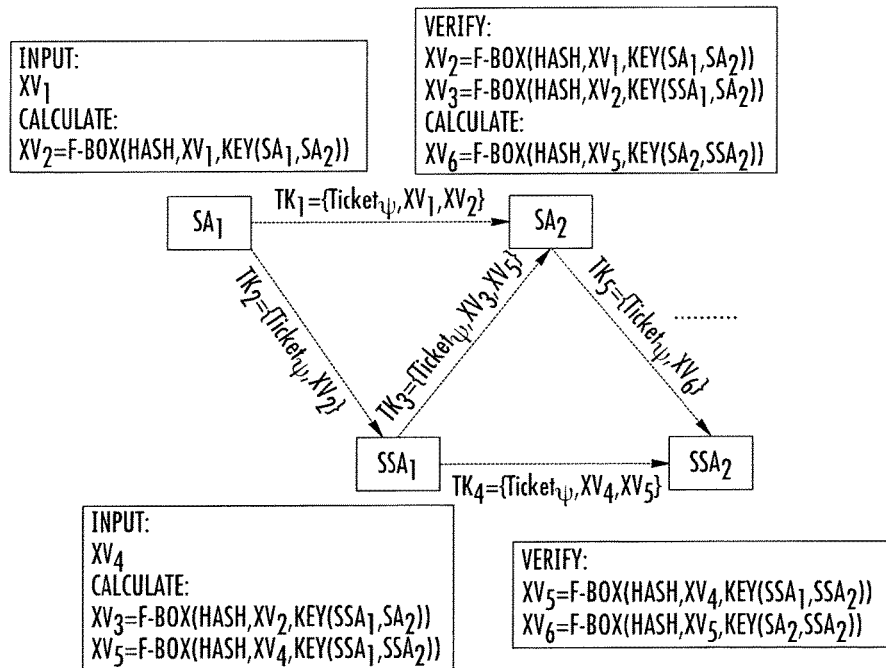 INPUT:
XV₁
CALCULATE:
XV₂=F-BOX(HASH,XV₁,KEY(SA₁,SA₂))
VERIFY:
XV₂=F-BOX(HASH,XV₁,KEY(SA₁,SA₂))
XV₃=F-BOX(HASH,XV₂,KEY(SSA₁,SA₂))
CALCULATE:
XV₆=F-BOX(HASH,XV₅,KEY(SA₂,SSA₂))
SA₁
TK₁={Ticketψ,XV₁,XV₂}
SA₂
TK₂={Ticketψ,XV₂}
TK₃={Ticketψ,XV₃,XV₅}
TK₅={Ticketψ,XV₆}
..........
SSA₁
TK₄={Ticketψ,XV₄,XV₅}
SSA₂
INPUT:
XV₄
CALCULATE:
XV₃=F-BOX(HASH,XV₂,KEY(SSA₁,SA₂))
XV₅=F-BOX(HASH,XV₄,KEY(SSA₁,SSA₂))
VERIFY:
XV₅=F-BOX(HASH,XV₄,KEY(SSA₁,SSA₂))
XV₆=F-BOX(HASH,XV₅,KEY(SA₂,SSA₂))